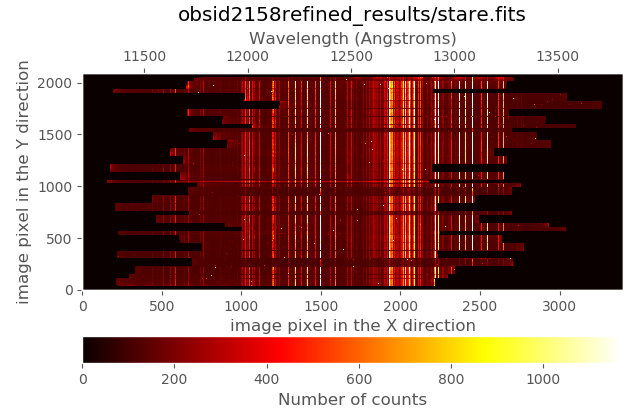 obsid2158refined_results/stare.fits
Wavelength (Angstroms)
11500 12000 12500 13000 13500
image pixel in the Y direction
2000
1500
1000
500
0
0 500 1000 1500 2000 2500 3000
image pixel in the X direction
0 200 400 600 800 1000
Number of counts